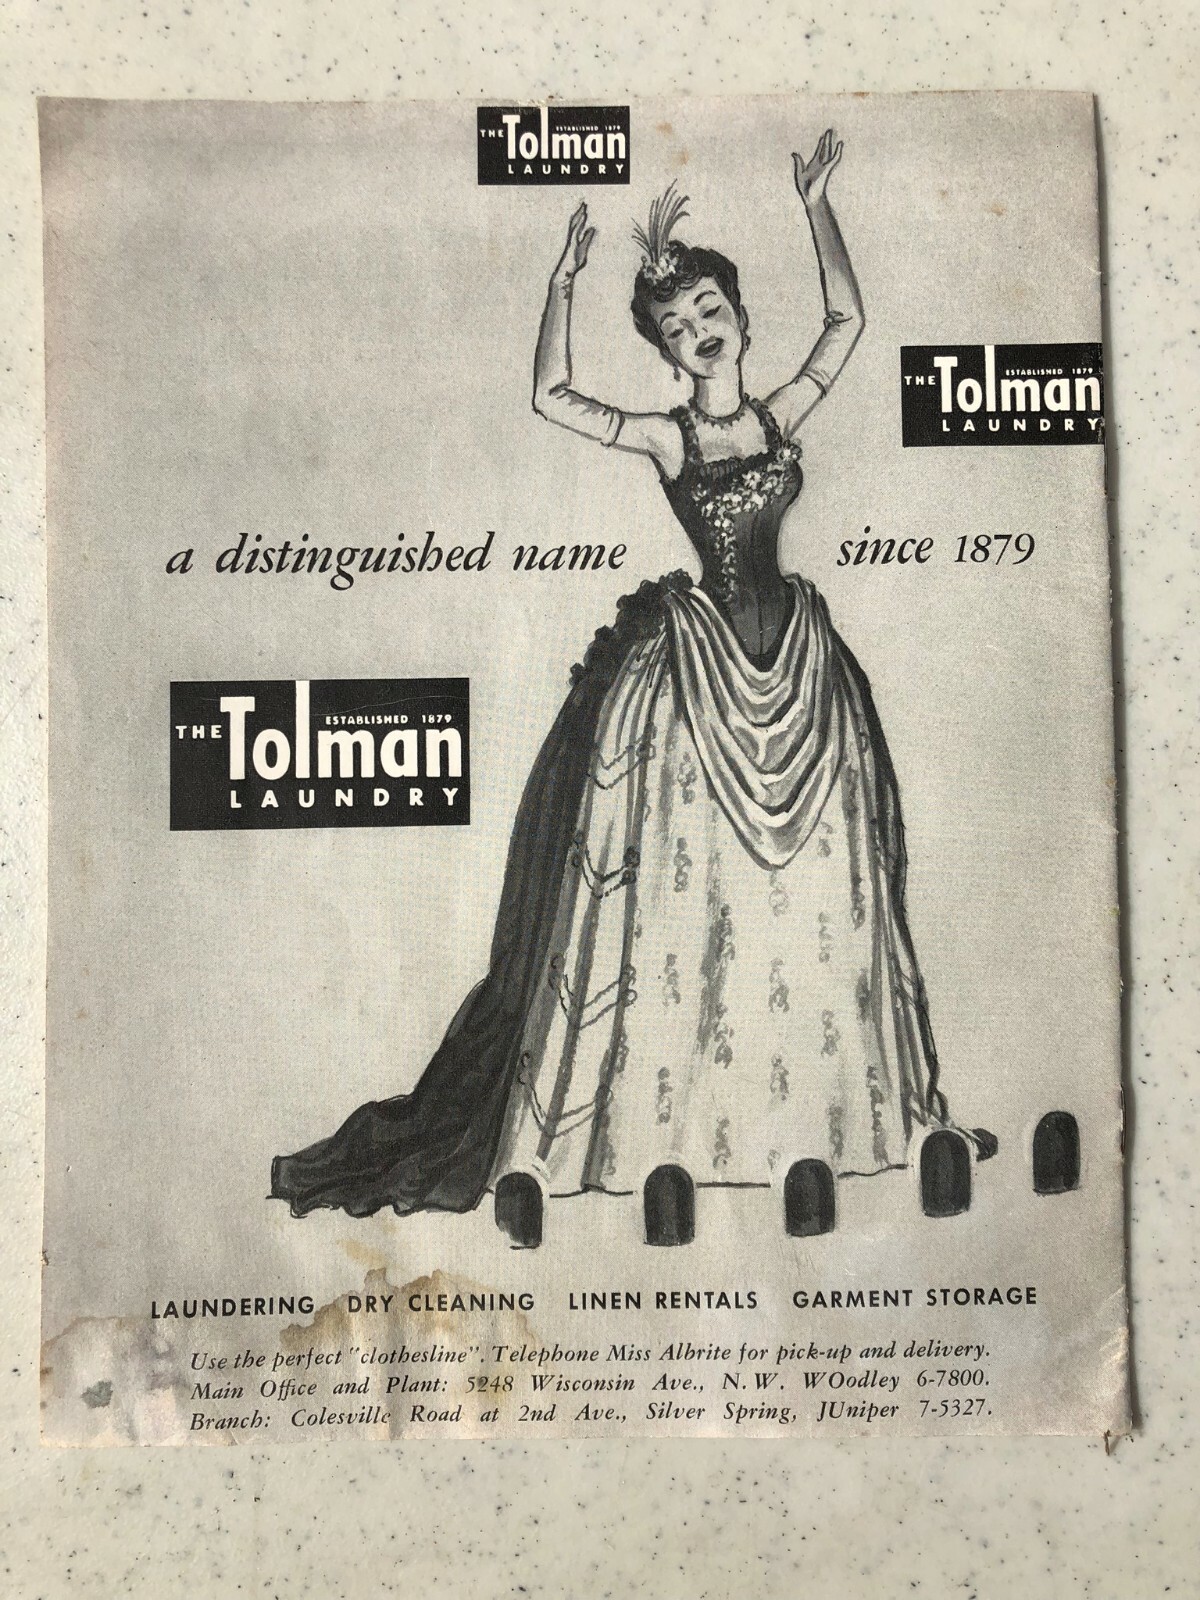 THE Tolman ESTABLISHED 1879
LAUNDRY
THE Tolman ESTABLISHED 1879
LAUNDRY
a distinguished name since 1879
THE Tolman ESTABLISHED 1879
LAUNDRY
LAUNDERING DRY CLEANING LINEN RENTALS GARMENT STORAGE
Use the perfect "clothesline". Telephone Miss Albrite for pick-up and delivery.
Main Office and Plant: 5248 Wisconsin Ave., N.W. WOodley 6-7800.
Branch: Colesville Road at 2nd Ave., Silver Spring, JUniper 7-5327.